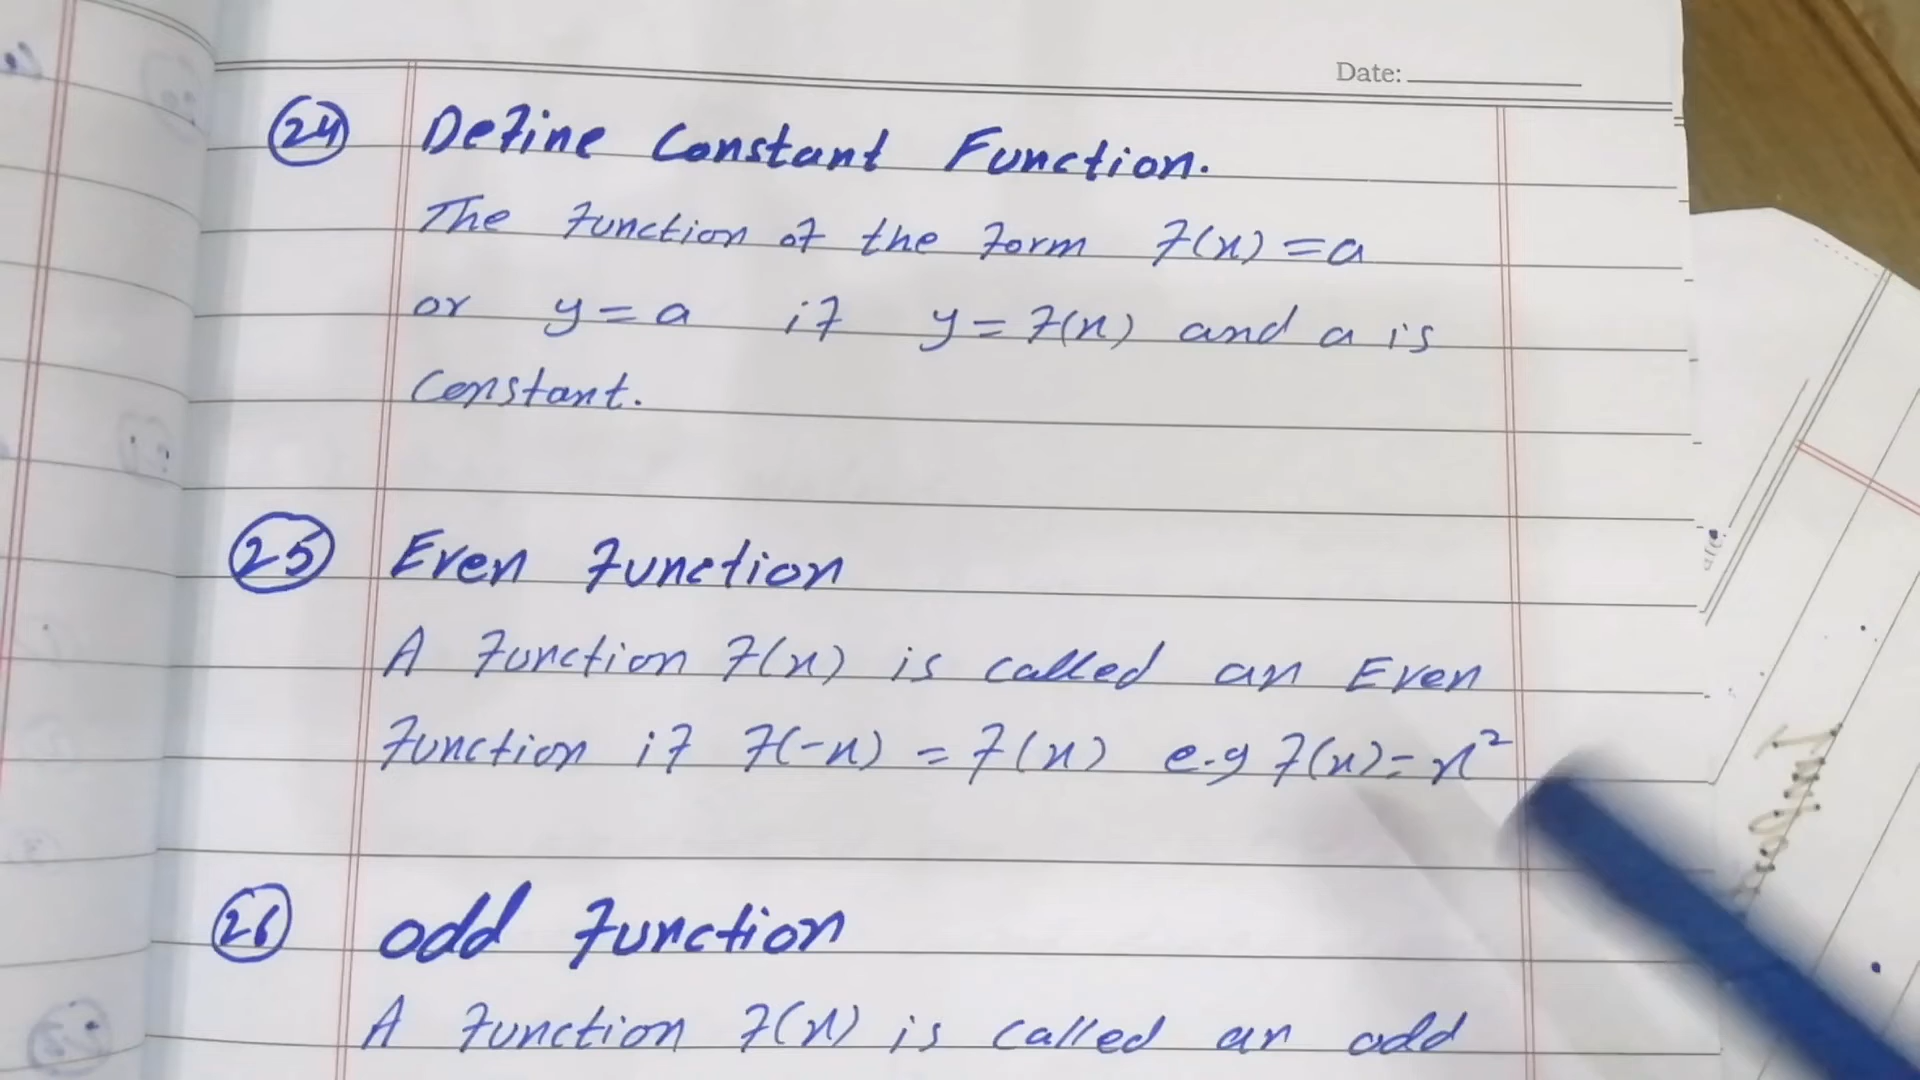 Date:
24 Define Constant Function.
The function of the form f(x) = a
or y = a if y = f(x) and a is
Constant.
25 Even function
A function f(x) is called an Even
function if f(-x) = f(x) e.g f(x) = x²
26 odd function
A function f(x) is called an odd